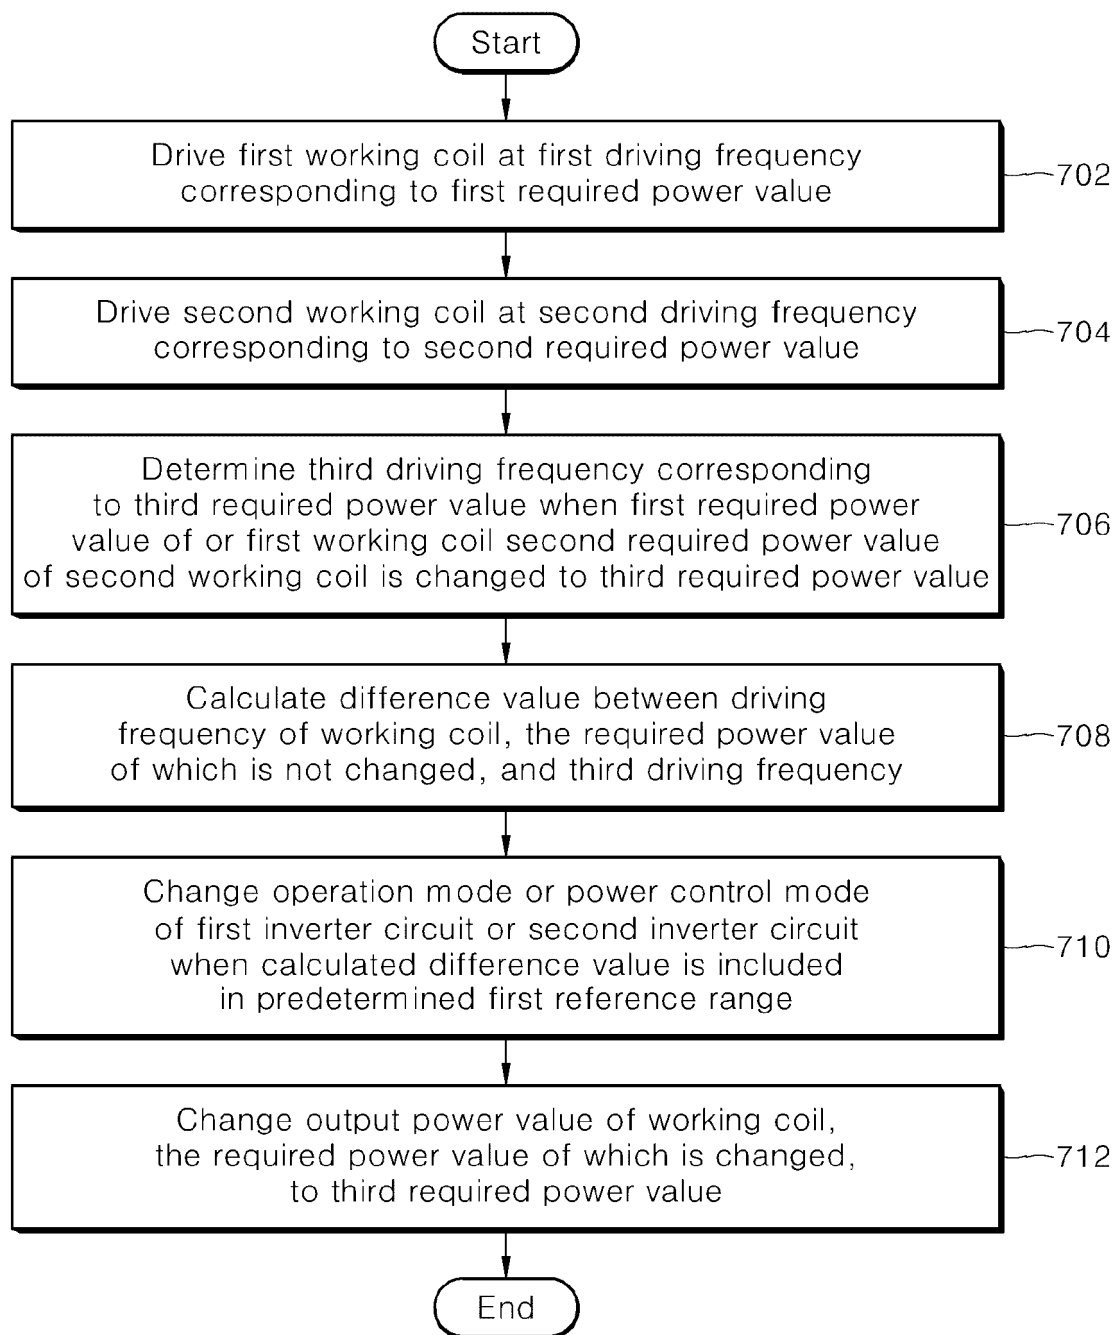 Start
Drive first working coil at first driving frequency
corresponding to first required power value
702
Drive second working coil at second driving frequency
corresponding to second required power value
704
Determine third driving frequency corresponding
to third required power value when first required power
value of or first working coil second required power value
of second working coil is changed to third required power value
706
Calculate difference value between driving
frequency of working coil, the required power value
of which is not changed, and third driving frequency
708
Change operation mode or power control mode
of first inverter circuit or second inverter circuit
when calculated difference value is included
in predetermined first reference range
710
Change output power value of working coil,
the required power value of which is changed,
to third required power value
712
End